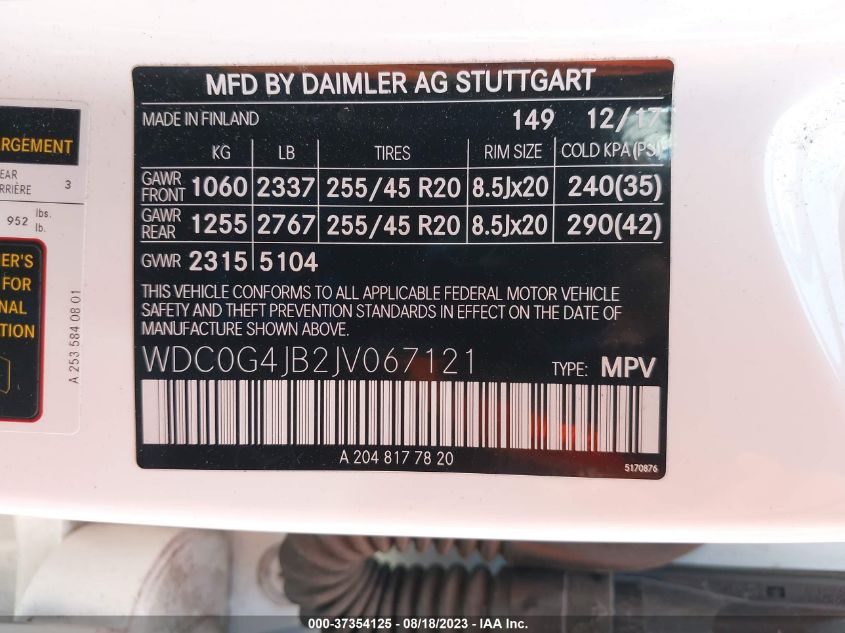 MFD BY DAIMLER AG STUTTGART
MADE IN FINLAND 149 12/17
KG LB TIRES RIM SIZE COLD KPA(PSI)
GAWR FRONT 1060 2337 255/45 R20 8.5Jx20 240(35)
GAWR REAR 1255 2767 255/45 R20 8.5Jx20 290(42)
GVWR 2315 5104
THIS VEHICLE CONFORMS TO ALL APPLICABLE FEDERAL MOTOR VEHICLE
SAFETY AND THEFT PREVENTION STANDARDS IN EFFECT ON THE DATE OF
MANUFACTURE SHOWN ABOVE.
WDC0G4JB2JV067121 TYPE: MPV
A 204 817 78 20
5170876
ARGEMENT
EAR 3
RRIÈRE
952 lbs.
lb.
ER'S
FOR
NAL
TION
A 253 584 08 01
000-37354125 - 08/18/2023 - IAA Inc.